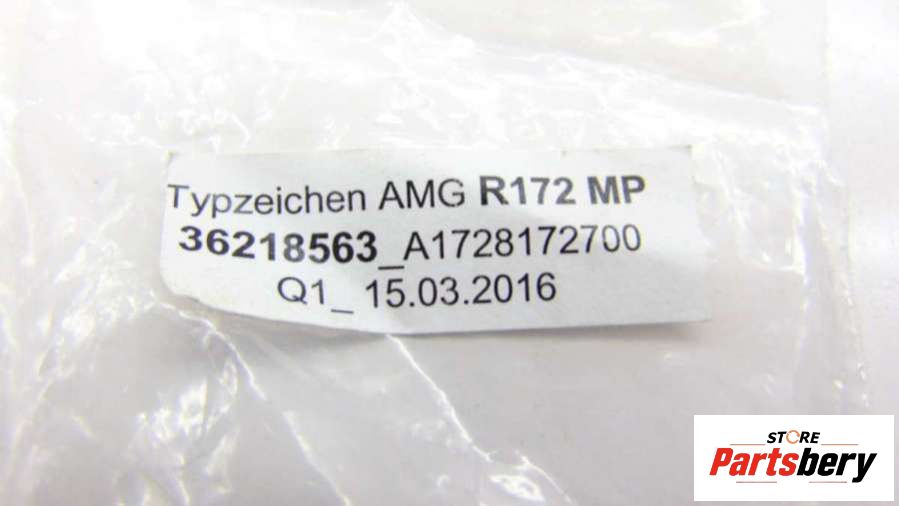 Typzeichen AMG R172 MP
36218563_A1728172700
Q1_ 15.03.2016
STORE
Partsbery